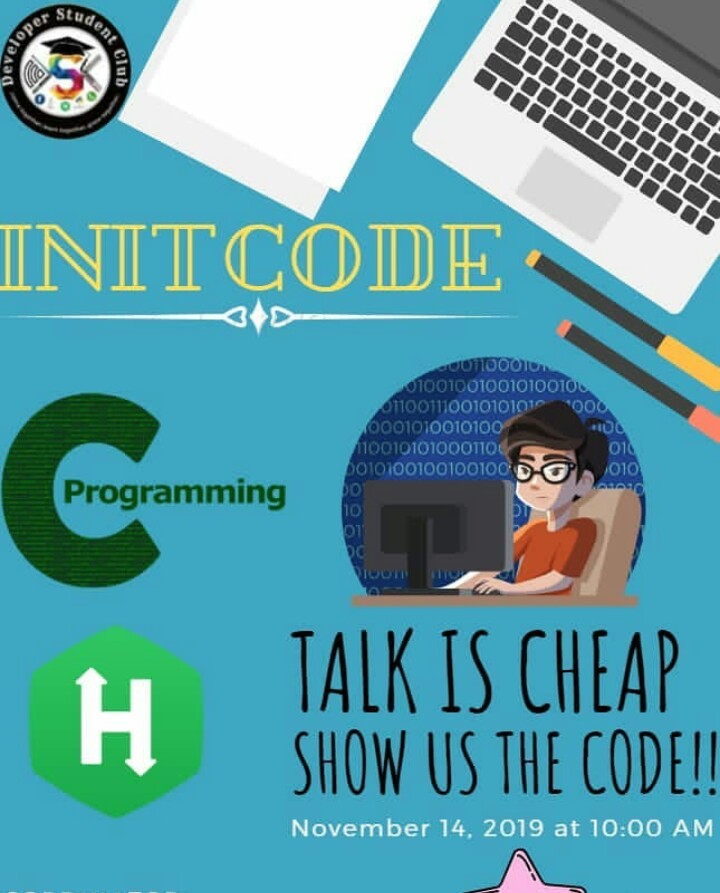 Developer Student Club
INITCODE
C Programming
H
TALK IS CHEAP
SHOW US THE CODE!!
November 14, 2019 at 10:00 AM